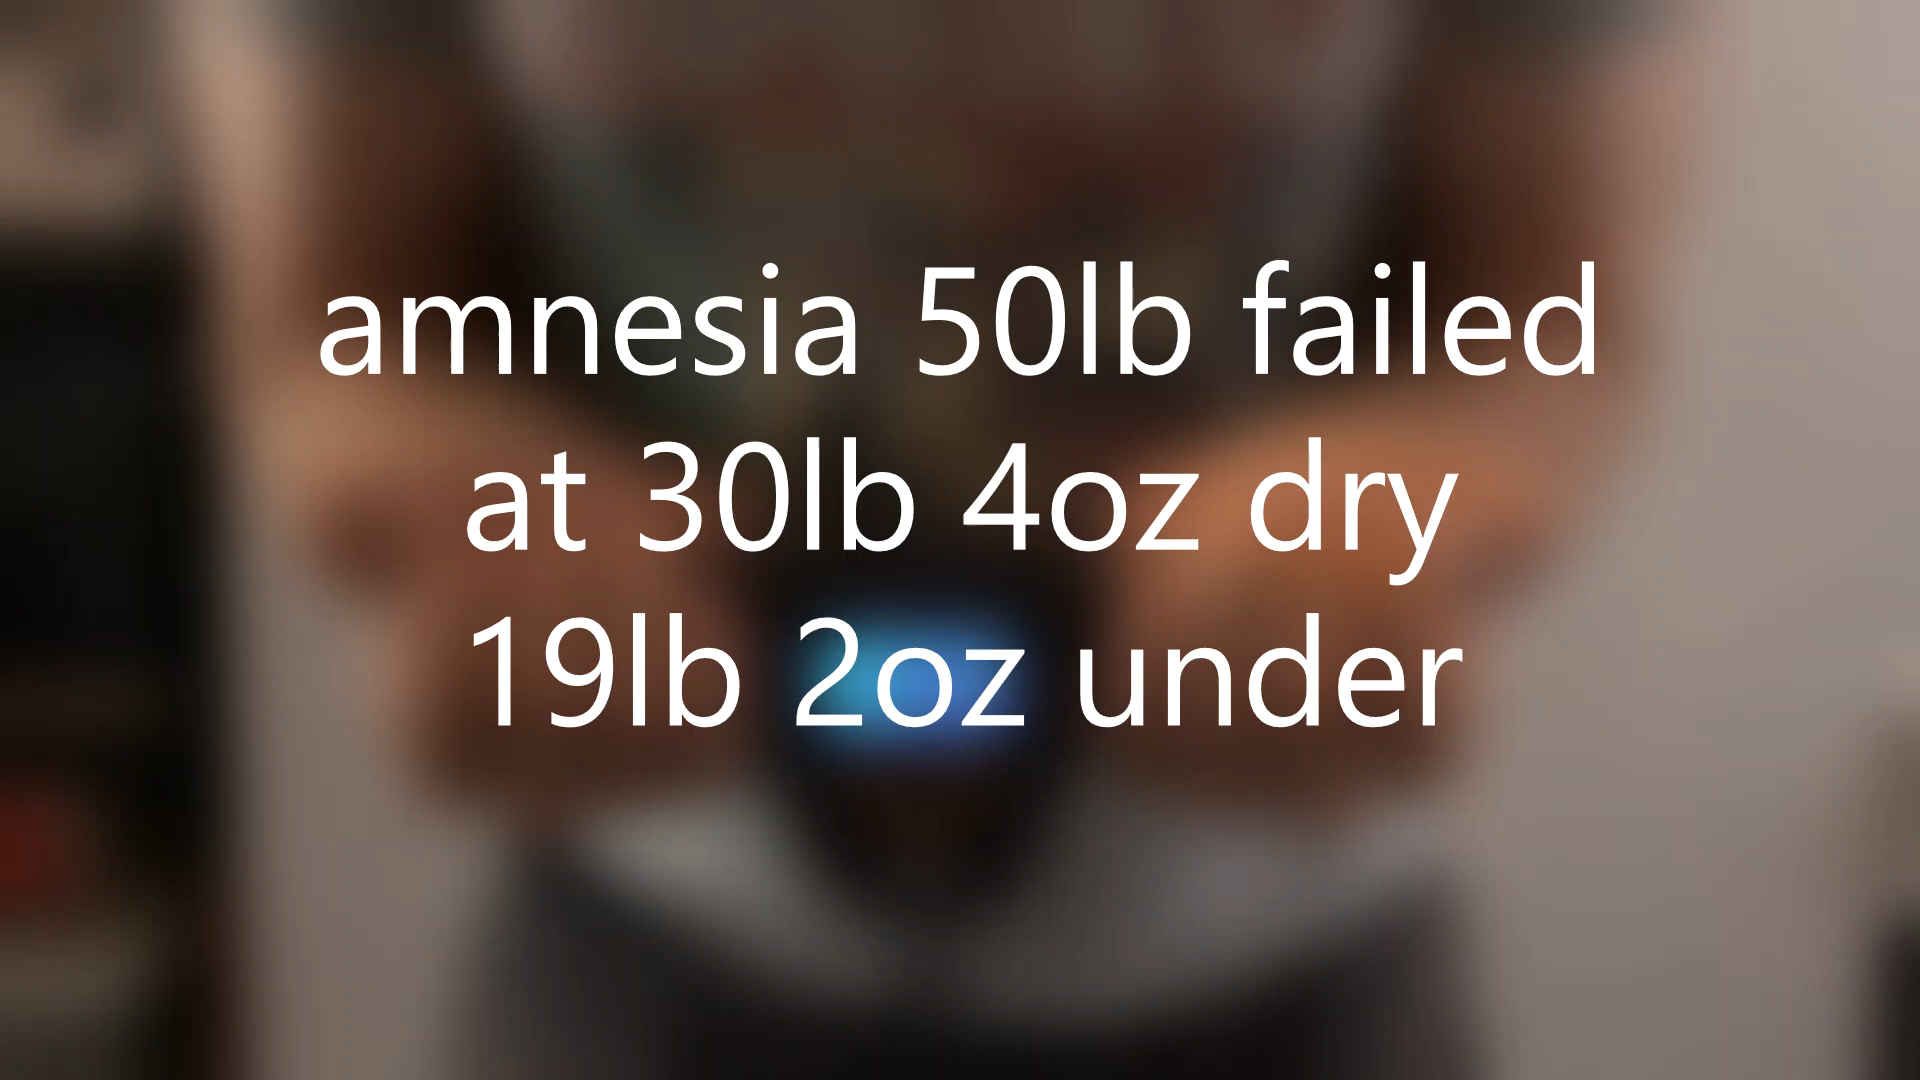 amnesia 50lb failed
at 30lb 4oz dry
19lb 2oz under